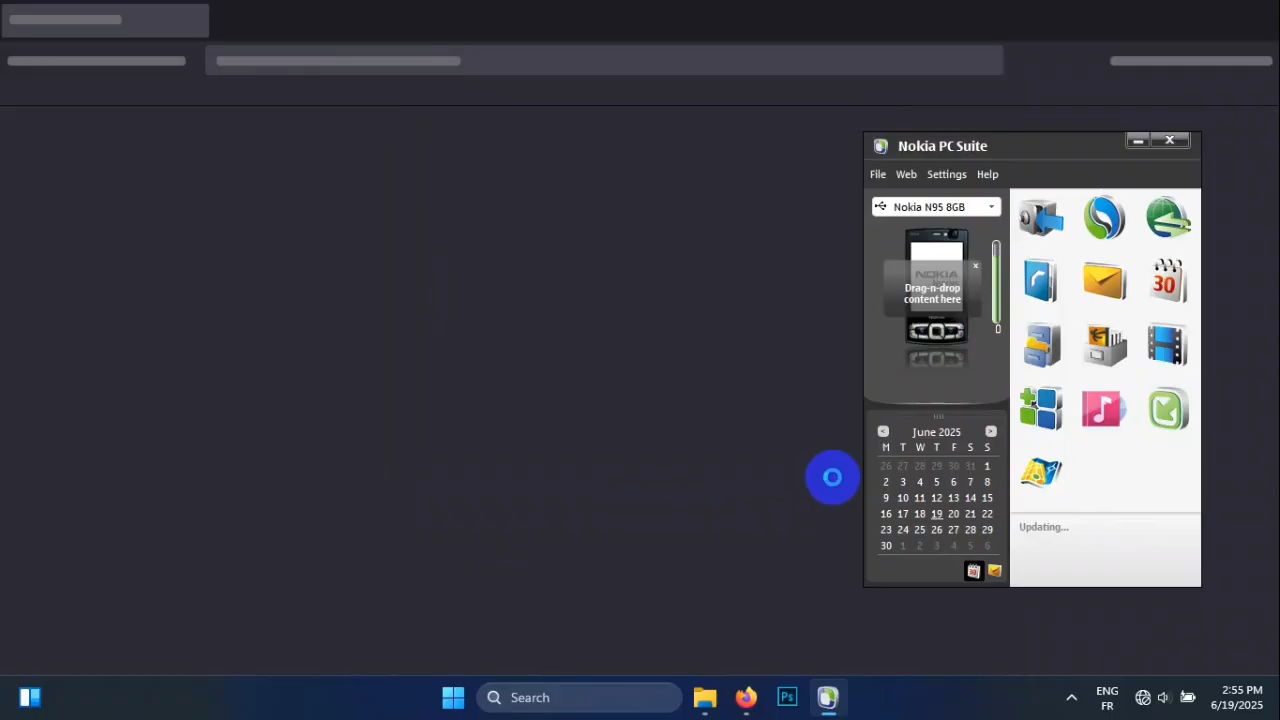 Nokia PC Suite
File Web Settings Help
Nokia N95 8GB
NOKIA
Drag-n-drop
content here
x
30
< June 2025 >
M T W T F S S
26 27 28 29 30 31 1
2 3 4 5 6 7 8
9 10 11 12 13 14 15
16 17 18 19 20 21 22
23 24 25 26 27 28 29
30 1 2 3 4 5 6
Updating...
Search
Ps
ENG
FR
2:55 PM
6/19/2025